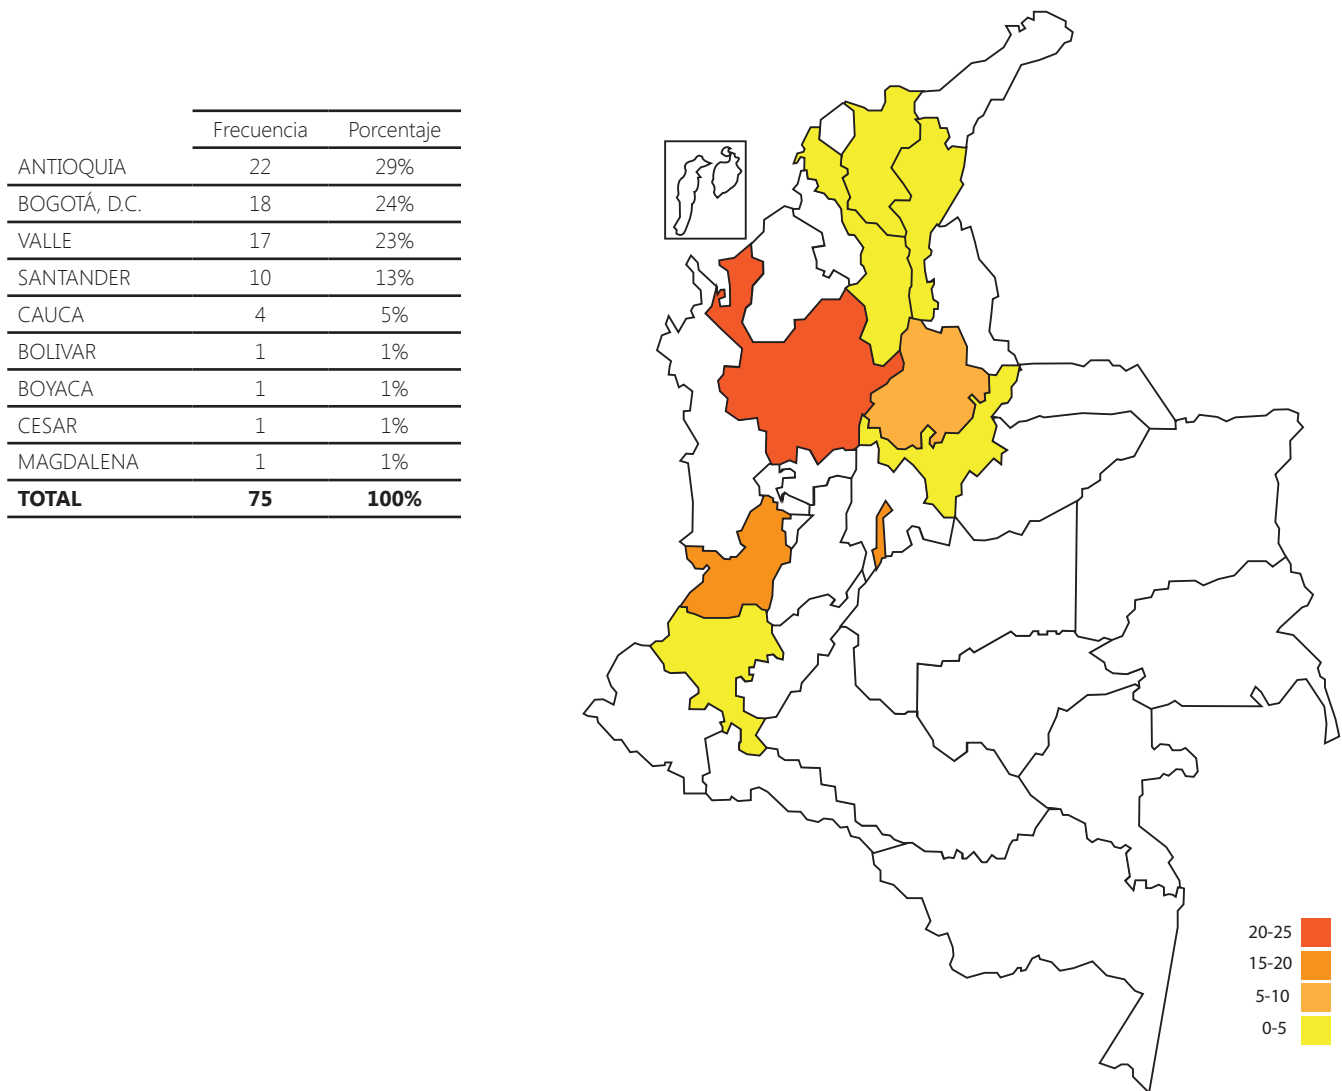 Frecuencia Porcentaje
ANTIOQUIA 22 29%
BOGOTÁ, D.C. 18 24%
VALLE 17 23%
SANTANDER 10 13%
CAUCA 4 5%
BOLIVAR 1 1%
BOYACA 1 1%
CESAR 1 1%
MAGDALENA 1 1%
TOTAL 75 100%
20-25
15-20
5-10
0-5